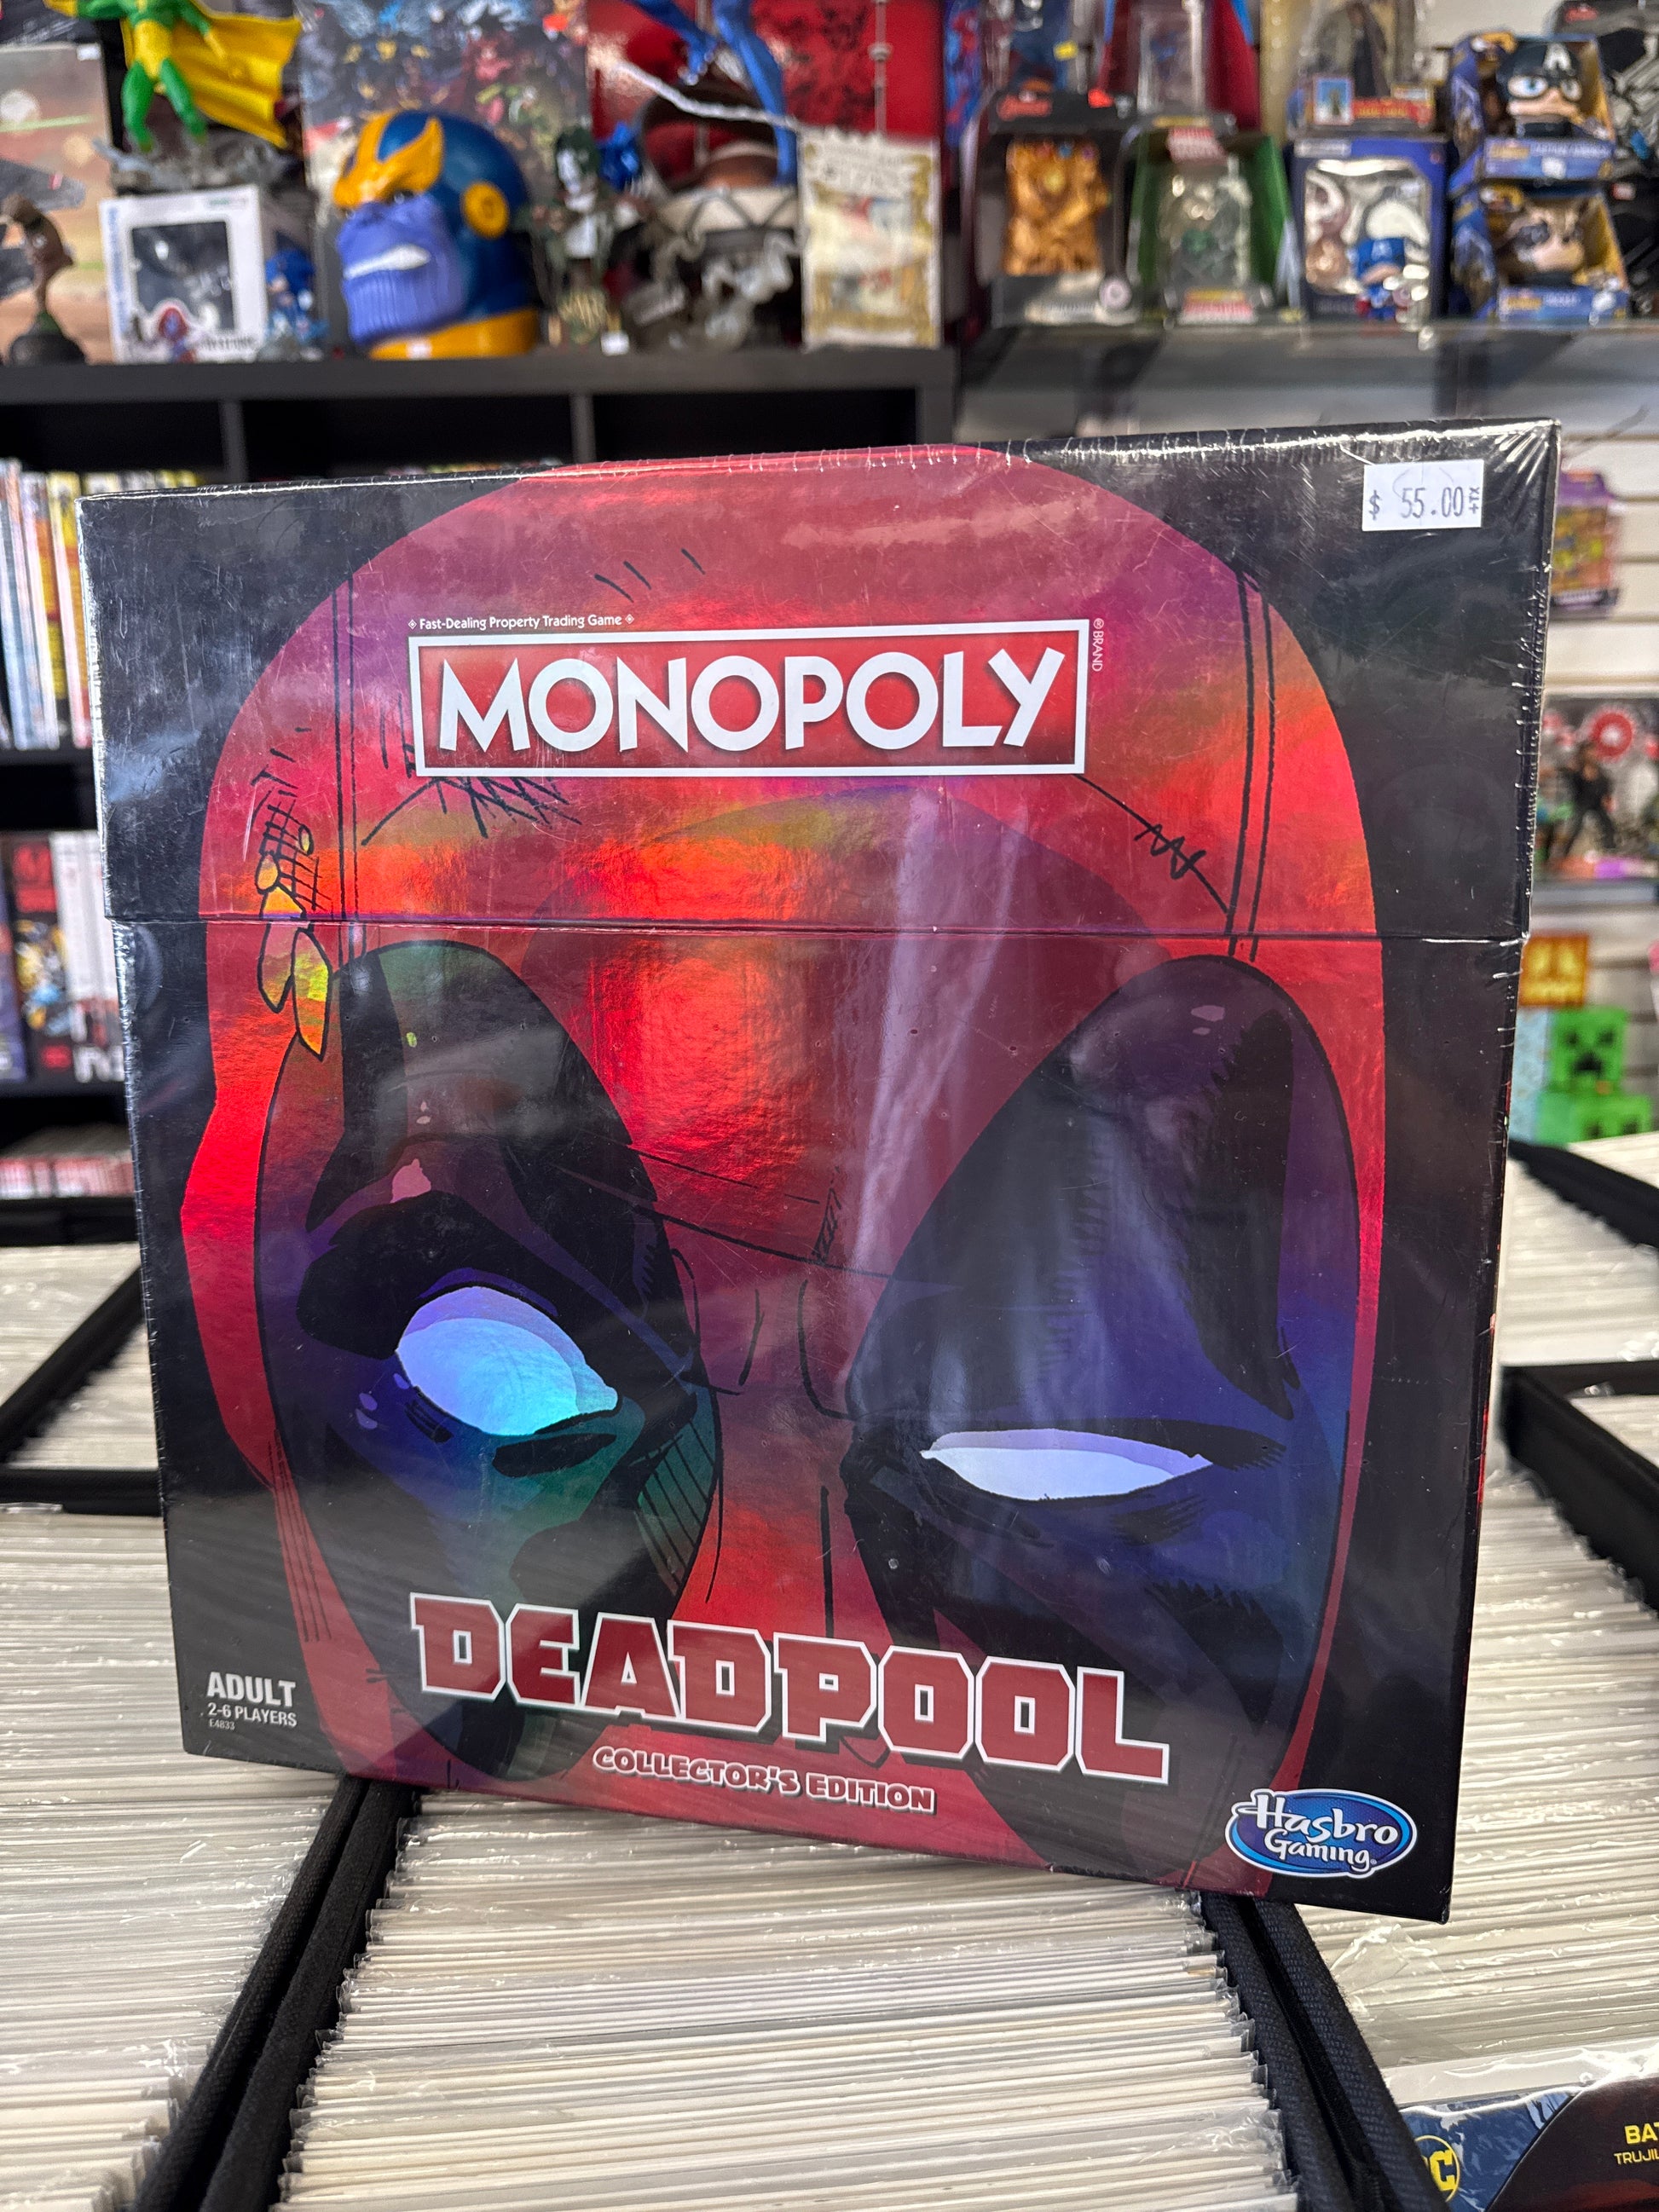 $ 55.00 +TX
◈ Fast-Dealing Property Trading Game ◈
MONOPOLY
® BRAND
DEADPOOL
COLLECTOR'S EDITION
ADULT
2-6 PLAYERS
E4833
Hasbro
Gaming